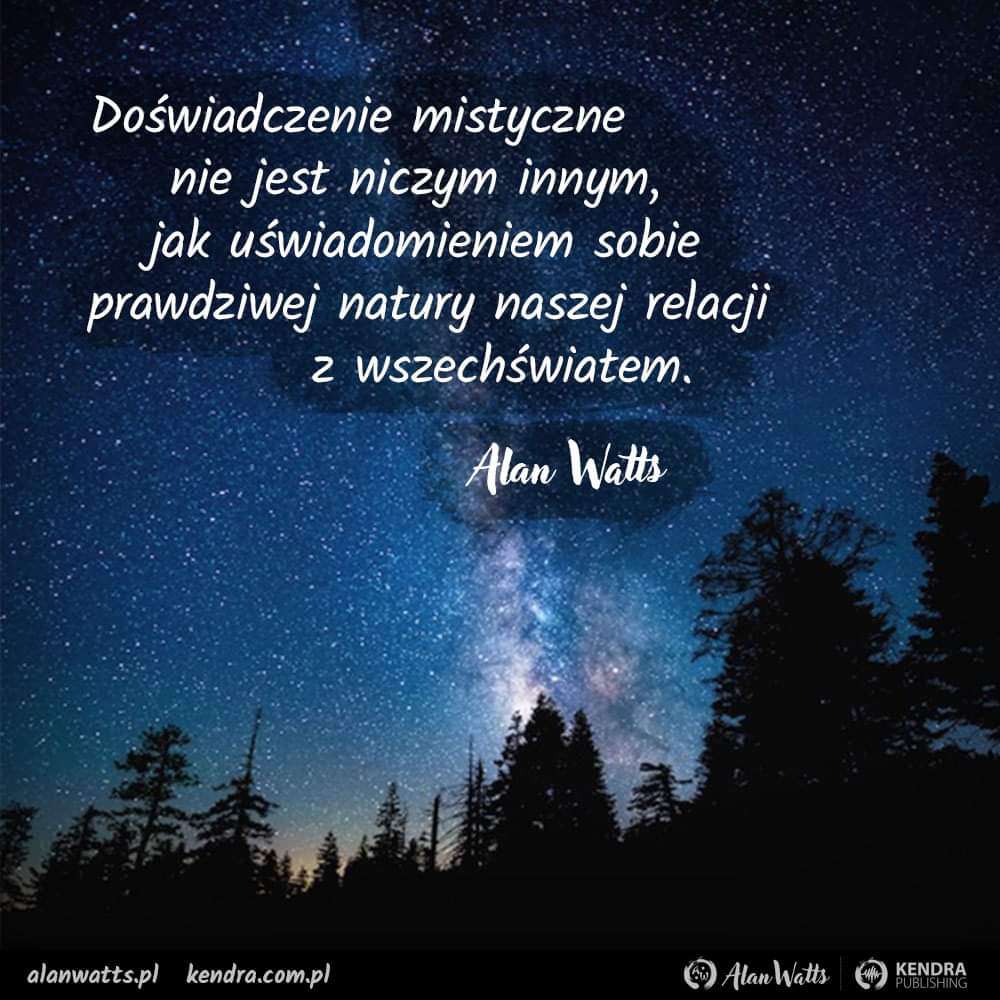 Doświadczenie mistyczne
nie jest niczym innym,
jak uświadomieniem sobie
prawdziwej natury naszej relacji
z wszechświatem.
Alan Watts
alanwatts.pl kendra.com.pl
Alan Watts
KENDRA
PUBLISHING